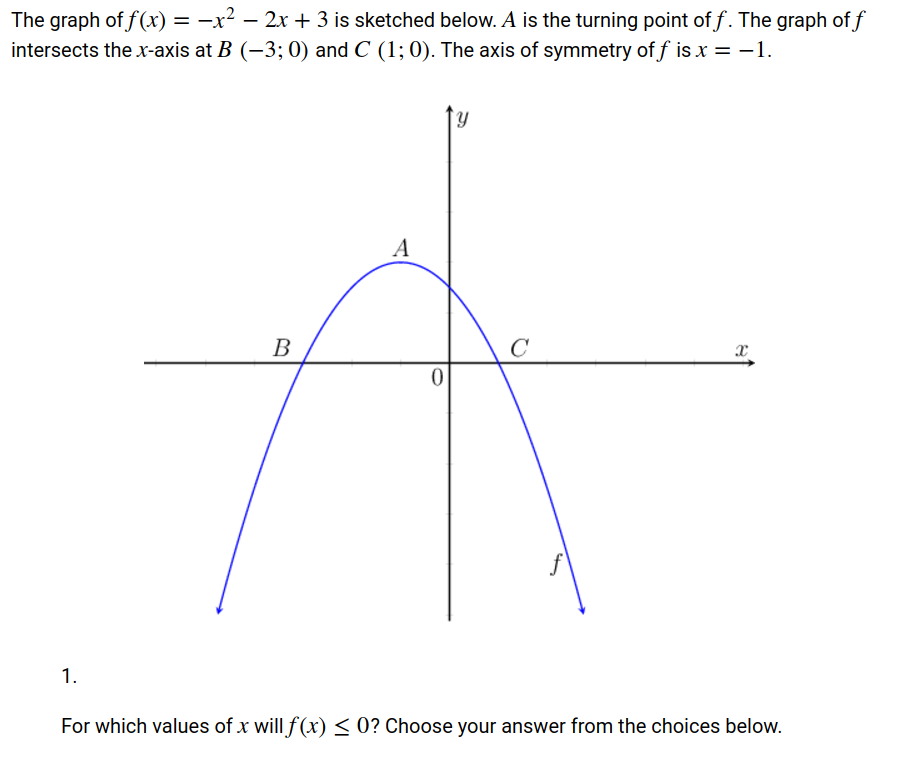 The graph of f(x) = −x² − 2x + 3 is sketched below. A is the turning point of f. The graph of f
intersects the x-axis at B (−3; 0) and C (1; 0). The axis of symmetry of f is x = −1.
y
A
B
C
x
0
f
1.
For which values of x will f(x) ≤ 0? Choose your answer from the choices below.